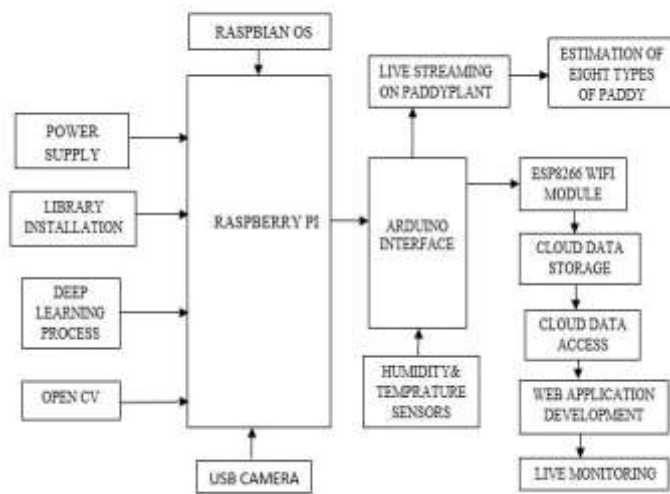 RASPBIAN OS
LIVE STREAMING
ON PADDYPLANT
ESTIMATION OF
EIGHT TYPES
OF PADDY
POWER
SUPPLY
LIBRARY
INSTALLATION
DEEP
LEARNING
PROCESS
OPEN CV
RASPBERRY PI
USB CAMERA
ARDUINO
INTERFACE
HUMIDITY&
TEMPRATURE
SENSORS
ESP8266 WIFI
MODULE
CLOUD DATA
STORAGE
CLOUD DATA
ACCESS
WEB APPLICATION
DEVELOPMENT
LIVE MONITORING